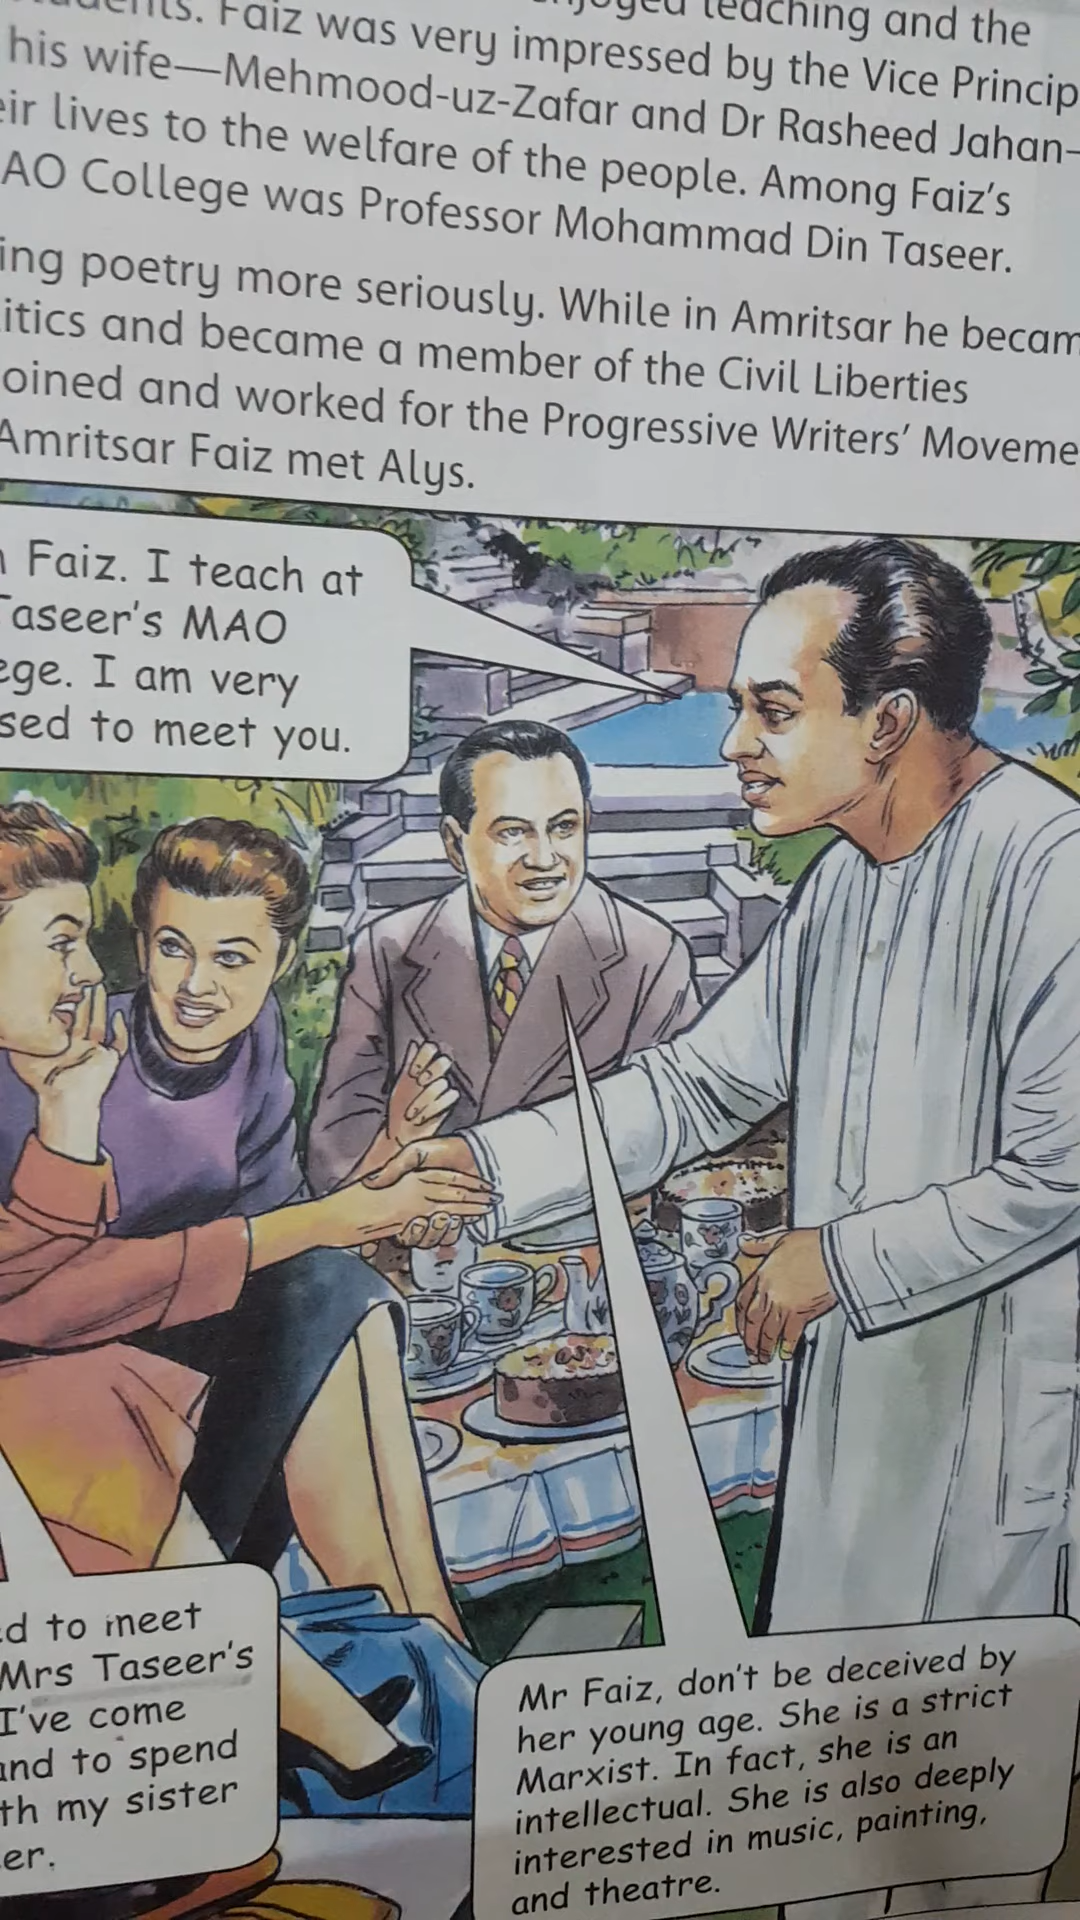 teaching and the
Faiz was very impressed by the Vice
his wife—Mehmood-uz-Zafar and Dr Rasheed Jahan—
lives to the welfare of the people. Among Faiz's
AO College was Professor Mohammad Din Taseer.
ing poetry more seriously. While in Amritsar he
itics and became a member of the Civil Liberties
oined and worked for the Progressive Writers'
Amritsar Faiz met Alys.
Faiz. I teach at
Taseer's MAO
ege. I am very
sed to meet you.
d to meet
Mrs Taseer's
I've come
and to spend
th my sister
er.
Mr Faiz, don't be deceived by
her young age. She is a strict
Marxist. In fact, she is an
intellectual. She is also deeply
interested in music, painting,
and theatre.